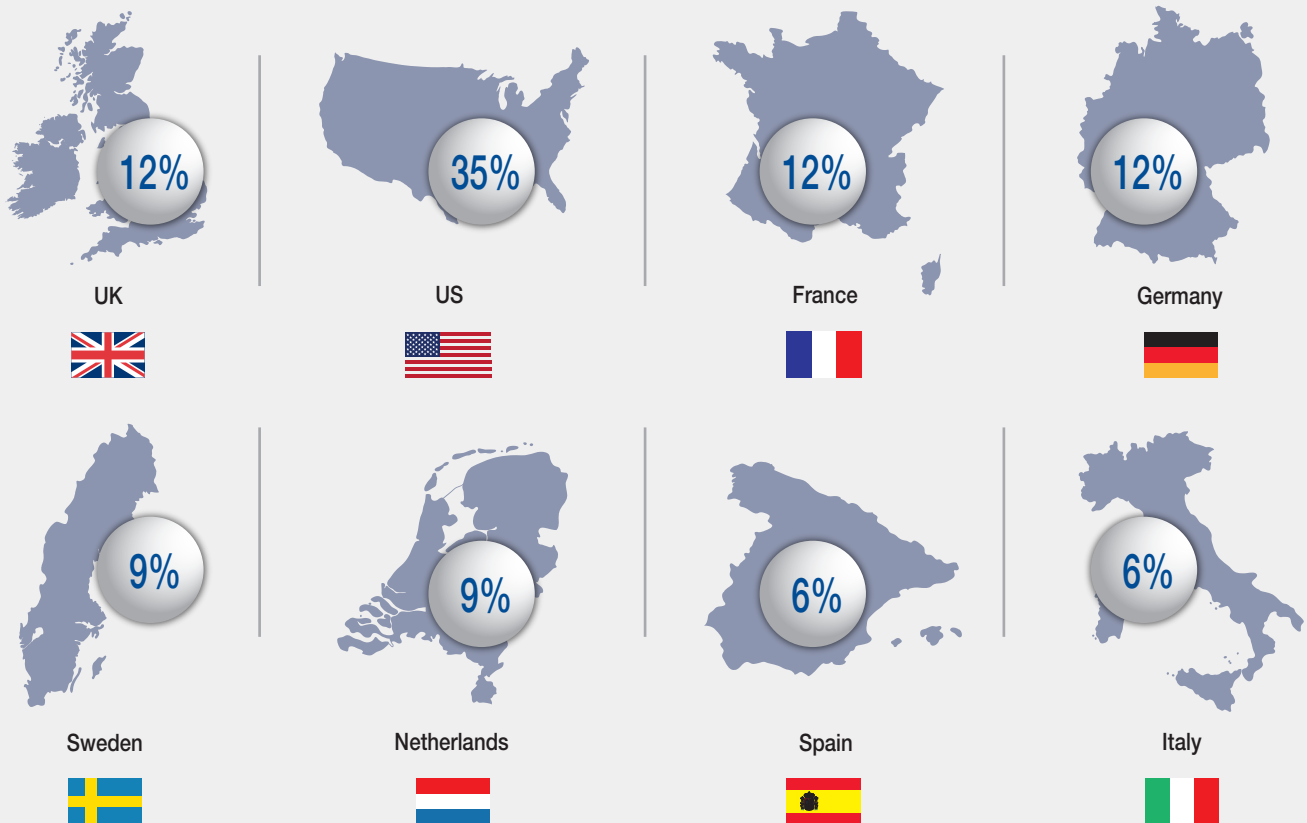 12%
35%
12%
12%
UK
US
France
Germany
9%
9%
6%
6%
Sweden
Netherlands
Spain
Italy